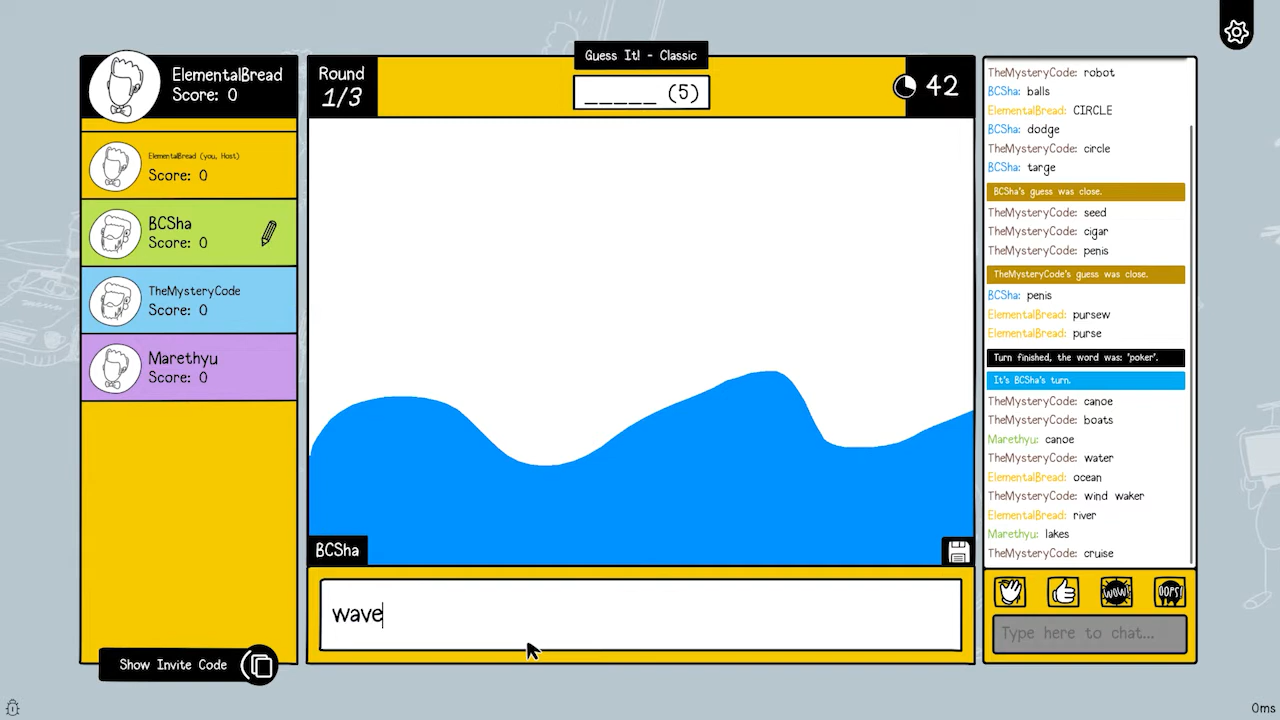 ElementalBread
Score: 0
ElementalBread (you, Host)
Score: 0
BCSha
Score: 0
TheMysteryCode
Score: 0
Marethyu
Score: 0
Show Invite Code
Round
1/3
Guess It! - Classic
_____ (5)
42
BCSha
wave
TheMysteryCode: robot
BCSha: balls
ElementalBread: CIRCLE
BCSha: dodge
TheMysteryCode: circle
BCSha: targe
BCSha's guess was close.
TheMysteryCode: seed
TheMysteryCode: cigar
TheMysteryCode: penis
TheMysteryCode's guess was close.
BCSha: penis
ElementalBread: pursew
ElementalBread: purse
Turn finished, the word was: 'poker'.
It's BCSha's turn.
TheMysteryCode: canoe
TheMysteryCode: boats
Marethyu: canoe
TheMysteryCode: water
ElementalBread: ocean
TheMysteryCode: wind waker
ElementalBread: river
Marethyu: lakes
TheMysteryCode: cruise
WOW!
OOPS!
Type here to chat...
0ms